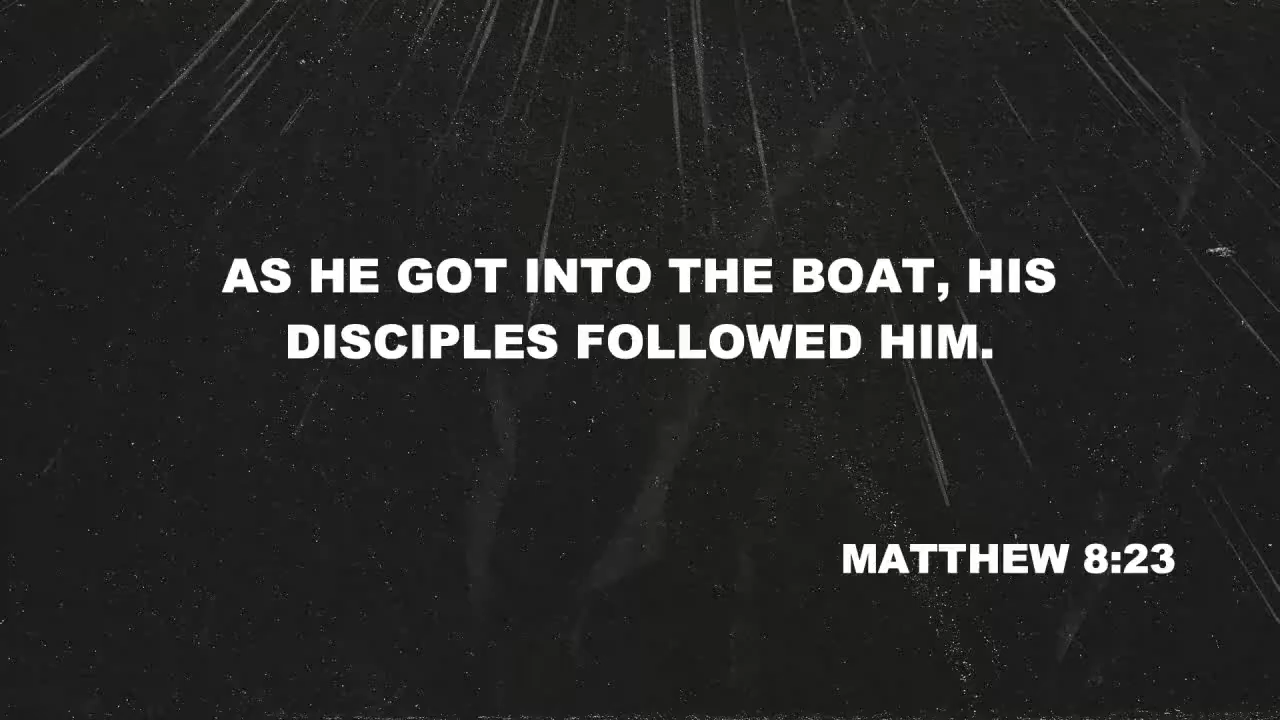 AS HE GOT INTO THE BOAT, HIS
DISCIPLES FOLLOWED HIM.
MATTHEW 8:23